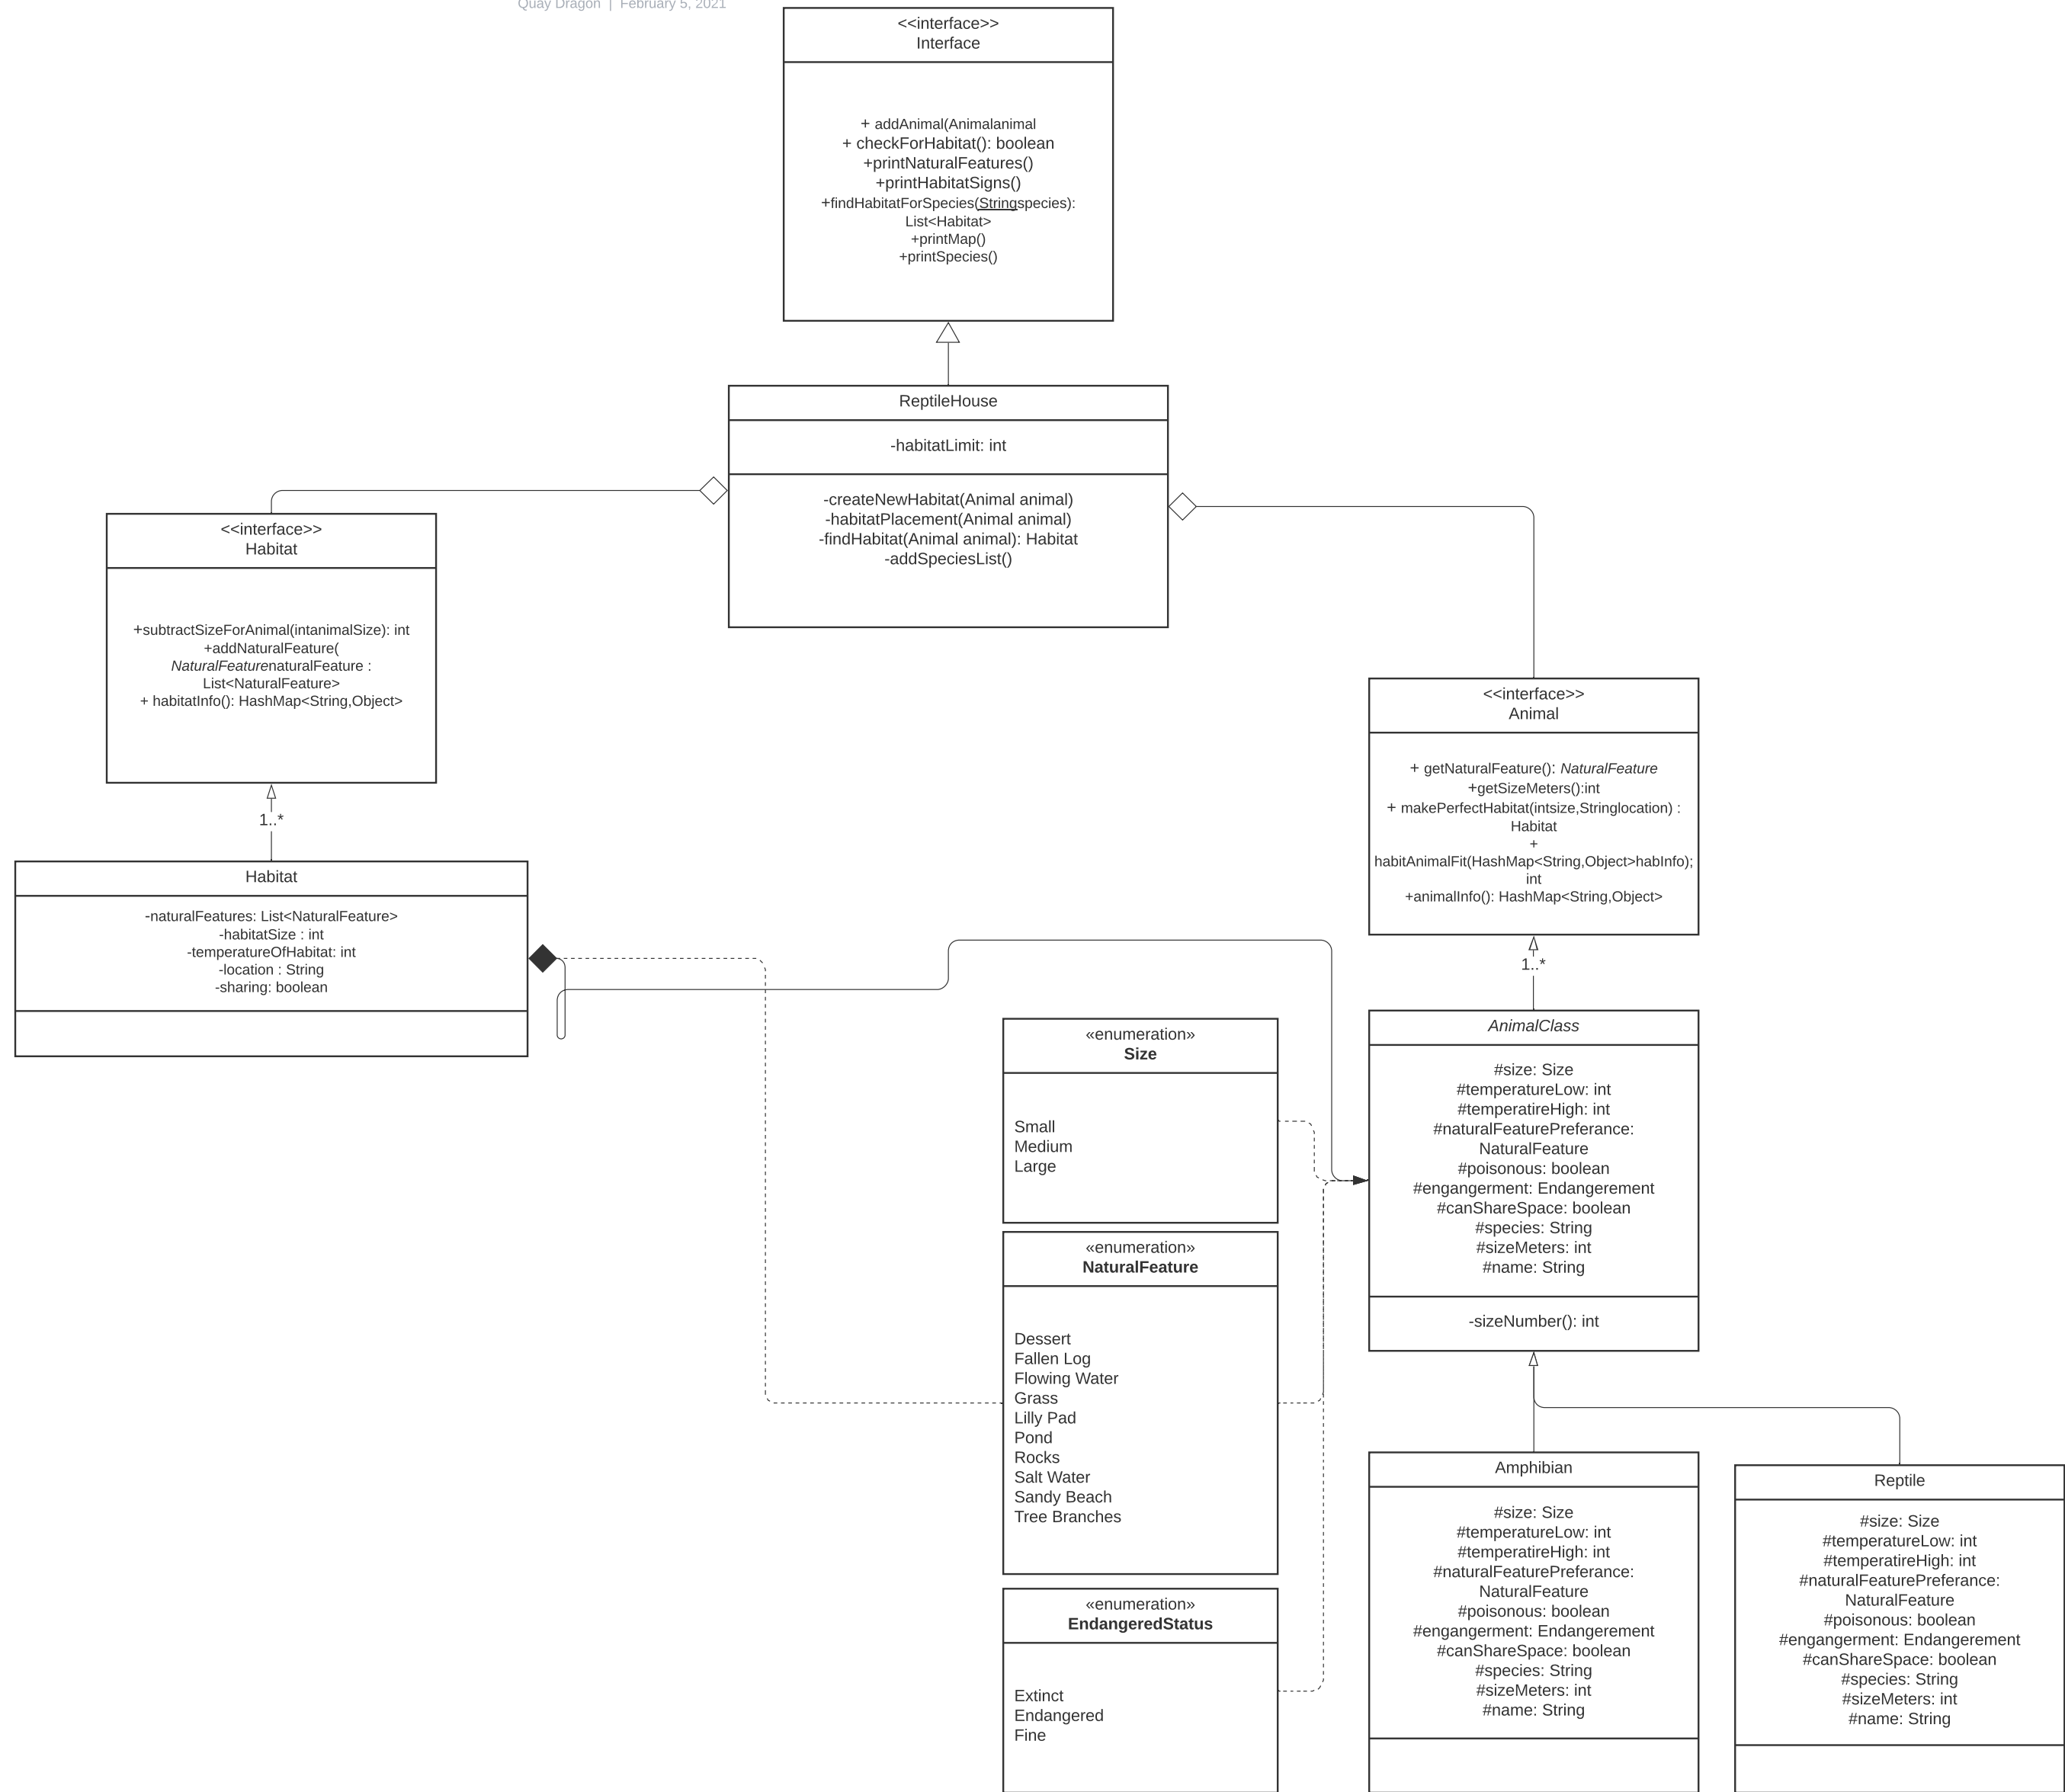 Quay Dragon | February 5, 2021
<<interface>>
Interface
+ addAnimal(Animalanimal
+ checkForHabitat(): boolean
+printNaturalFeatures()
+printHabitatSigns()
+findHabitatForSpecies(Stringspecies):
List<Habitat>
+printMap()
+printSpecies()
ReptileHouse
-habitatLimit: int
-createNewHabitat(Animal animal)
-habitatPlacement(Animal animal)
-findHabitat(Animal animal): Habitat
-addSpeciesList()
<<interface>>
Habitat
+subtractSizeForAnimal(intanimalSize): int
+addNaturalFeature(
NaturalFeaturenaturalFeature :
List<NaturalFeature>
+ habitatInfo(): HashMap<String,Object>
1..*
Habitat
-naturalFeatures: List<NaturalFeature>
-habitatSize : int
-temperatureOfHabitat: int
-location : String
-sharing: boolean
<<interface>>
Animal
+ getNaturalFeature(): NaturalFeature
+getSizeMeters():int
+ makePerfectHabitat(intsize,Stringlocation) :
Habitat
+
habitAnimalFit(HashMap<String,Object>habInfo);
int
+animalInfo(): HashMap<String,Object>
1..*
AnimalClass
#size: Size
#temperatureLow: int
#temperatireHigh: int
#naturalFeaturePreferance:
NaturalFeature
#poisonous: boolean
#engangerment: Endangerement
#canShareSpace: boolean
#species: String
#sizeMeters: int
#name: String
-sizeNumber(): int
«enumeration»
Size
Small
Medium
Large
«enumeration»
NaturalFeature
Dessert
Fallen Log
Flowing Water
Grass
Lilly Pad
Pond
Rocks
Salt Water
Sandy Beach
Tree Branches
«enumeration»
EndangeredStatus
Extinct
Endangered
Fine
Amphibian
#size: Size
#temperatureLow: int
#temperatireHigh: int
#naturalFeaturePreferance:
NaturalFeature
#poisonous: boolean
#engangerment: Endangerement
#canShareSpace: boolean
#species: String
#sizeMeters: int
#name: String
Reptile
#size: Size
#temperatureLow: int
#temperatireHigh: int
#naturalFeaturePreferance:
NaturalFeature
#poisonous: boolean
#engangerment: Endangerement
#canShareSpace: boolean
#species: String
#sizeMeters: int
#name: String